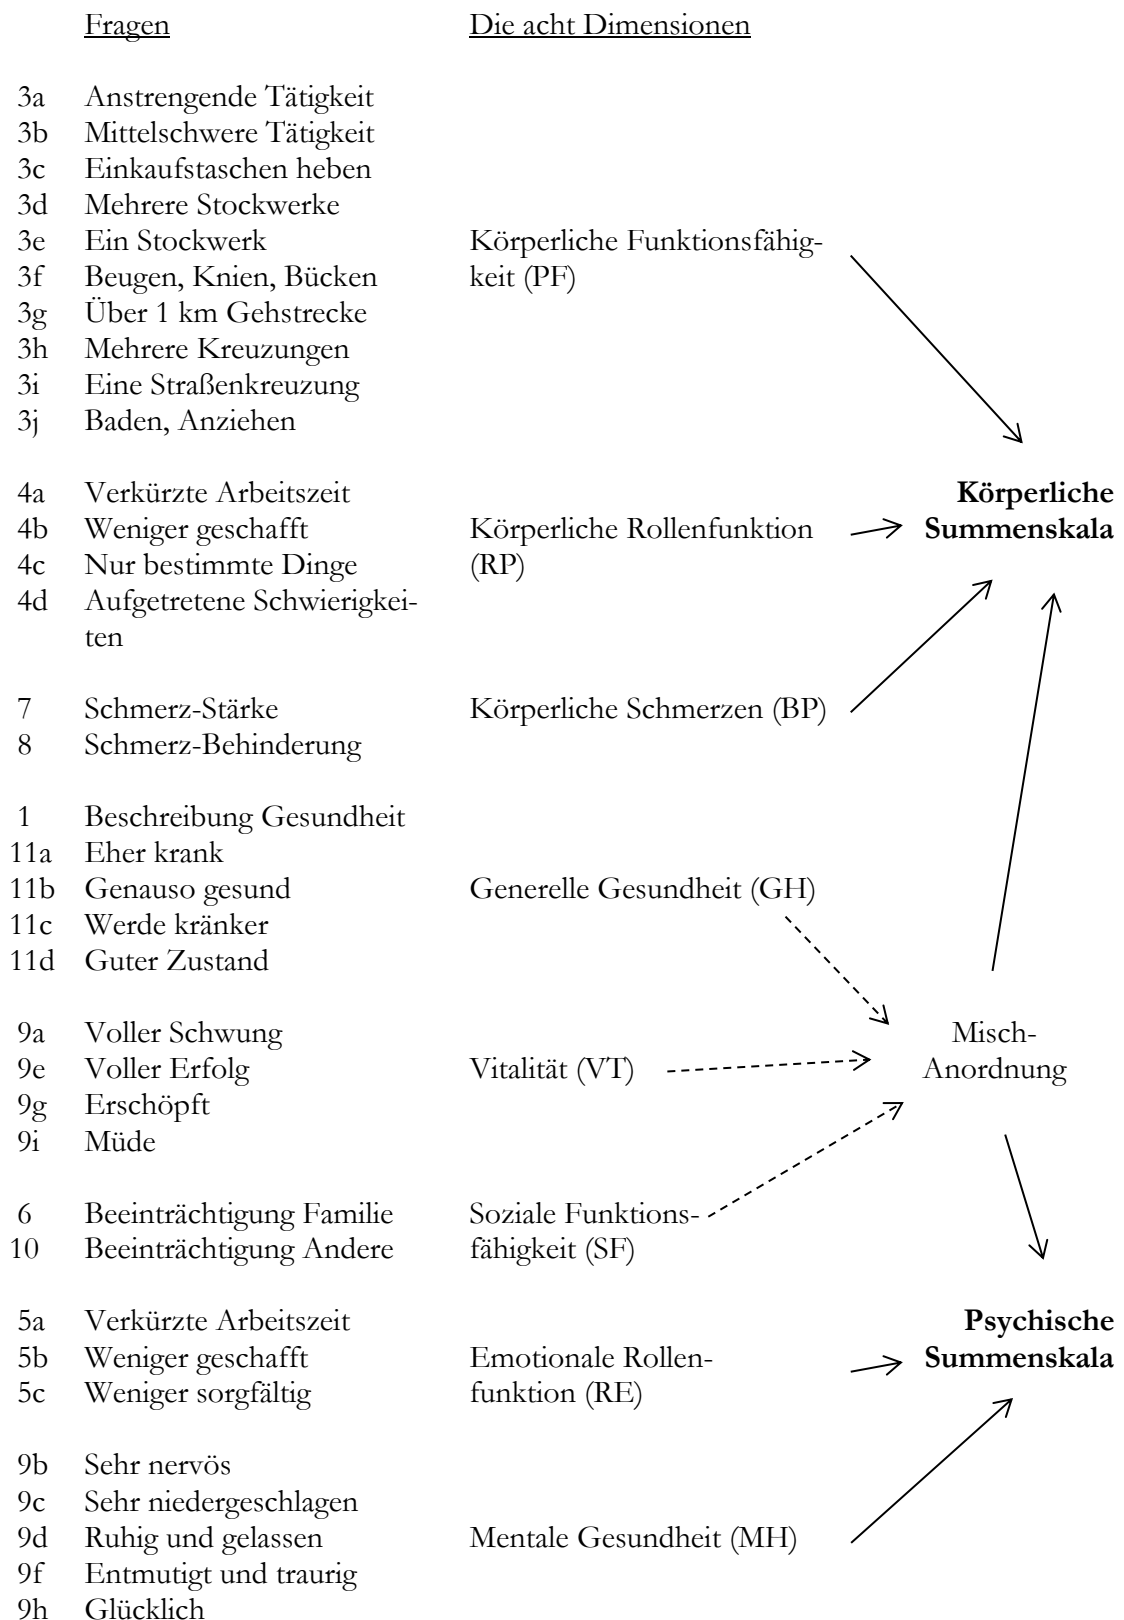 Fragen Die acht Dimensionen
3a Anstrengende Tätigkeit
3b Mittelschwere Tätigkeit
3c Einkaufstaschen heben
3d Mehrere Stockwerke
3e Ein Stockwerk Körperliche Funktionsfähig-
3f Beugen, Knien, Bücken keit (PF)
3g Über 1 km Gehstrecke
3h Mehrere Kreuzungen
3i Eine Straßenkreuzung
3j Baden, Anziehen
4a Verkürzte Arbeitszeit Körperliche
4b Weniger geschafft Körperliche Rollenfunktion Summenskala
4c Nur bestimmte Dinge (RP)
4d Aufgetretene Schwierigkei-
ten
7 Schmerz-Stärke Körperliche Schmerzen (BP)
8 Schmerz-Behinderung
1 Beschreibung Gesundheit
11a Eher krank
11b Genauso gesund Generelle Gesundheit (GH)
11c Werde kränker
11d Guter Zustand
9a Voller Schwung Misch-
9e Voller Erfolg Vitalität (VT) Anordnung
9g Erschöpft
9i Müde
6 Beeinträchtigung Familie Soziale Funktions-
10 Beeinträchtigung Andere fähigkeit (SF)
5a Verkürzte Arbeitszeit Psychische
5b Weniger geschafft Emotionale Rollen- Summenskala
5c Weniger sorgfältig funktion (RE)
9b Sehr nervös
9c Sehr niedergeschlagen
9d Ruhig und gelassen Mentale Gesundheit (MH)
9f Entmutigt und traurig
9h Glücklich